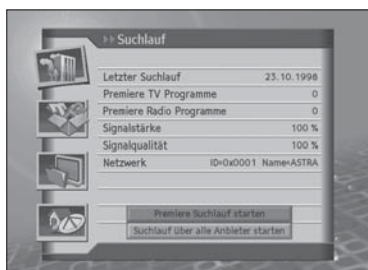 Suchlauf
Letzter Suchlauf 23.10.1998
Premiere TV Programme 0
Premiere Radio Programme 0
Signalstärke 100 %
Signalqualität 100 %
Netzwerk ID=0x0001 Name=ASTRA
Premiere Suchlauf starten
Suchlauf über alle Anbieter starten